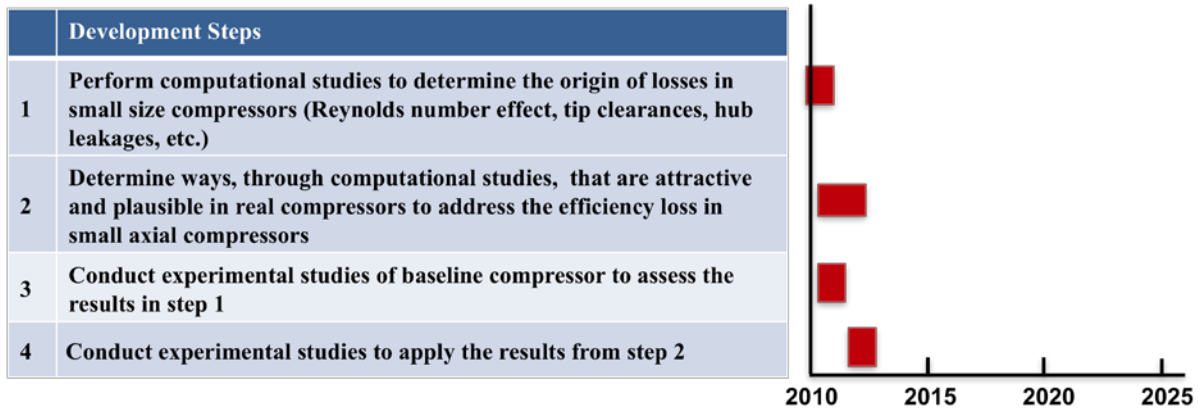 Development Steps
1
Perform computational studies to determine the origin of losses in
small size compressors (Reynolds number effect, tip clearances, hub
leakages, etc.)
2
Determine ways, through computational studies, that are attractive
and plausible in real compressors to address the efficiency loss in
small axial compressors
3
Conduct experimental studies of baseline compressor to assess the
results in step 1
4
Conduct experimental studies to apply the results from step 2
2010 2015 2020 2025